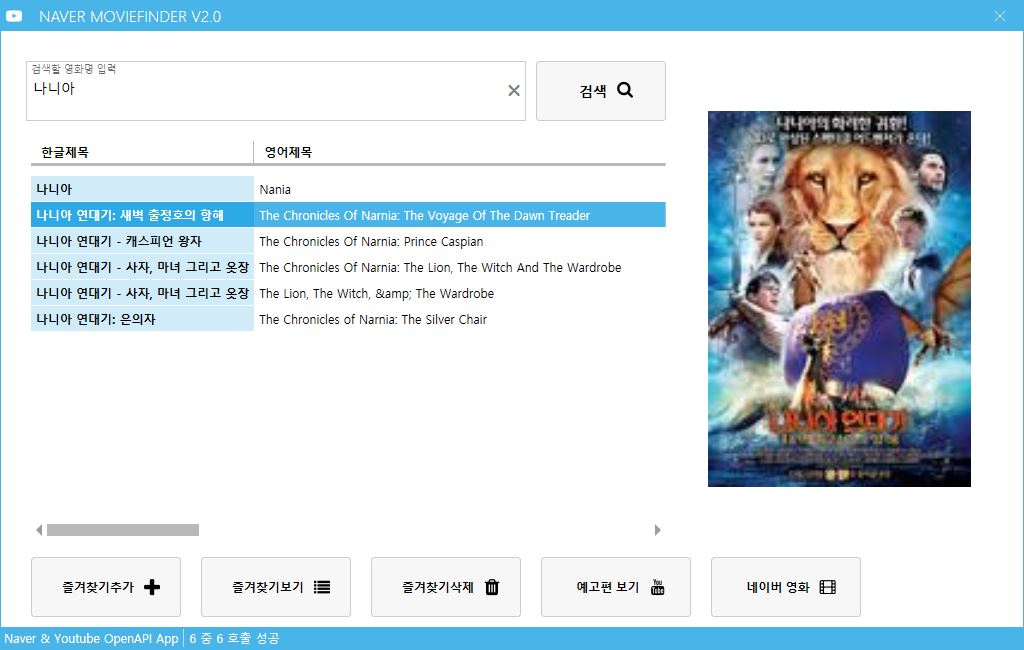 NAVER MOVIEFINDER V2.0
검색할 영화명 입력
나니아
검색
한글제목 영어제목
나니아 Nania
나니아 연대기: 새벽 출정호의 항해 The Chronicles Of Narnia: The Voyage Of The Dawn Treader
나니아 연대기 - 캐스피언 왕자 The Chronicles Of Narnia: Prince Caspian
나니아 연대기 - 사자, 마녀 그리고 옷장 The Chronicles Of Narnia: The Lion, The Witch And The Wardrobe
나니아 연대기 - 사자, 마녀 그리고 옷장 The Lion, The Witch, &amp; The Wardrobe
나니아 연대기: 은의자 The Chronicles of Narnia: The Silver Chair
나니아의 화려한 귀환!
나니아 연대기
즐겨찾기추가 즐겨찾기보기 즐겨찾기삭제 예고편 보기 You Tube 네이버 영화
Naver & Youtube OpenAPI App 6 중 6 호출 성공